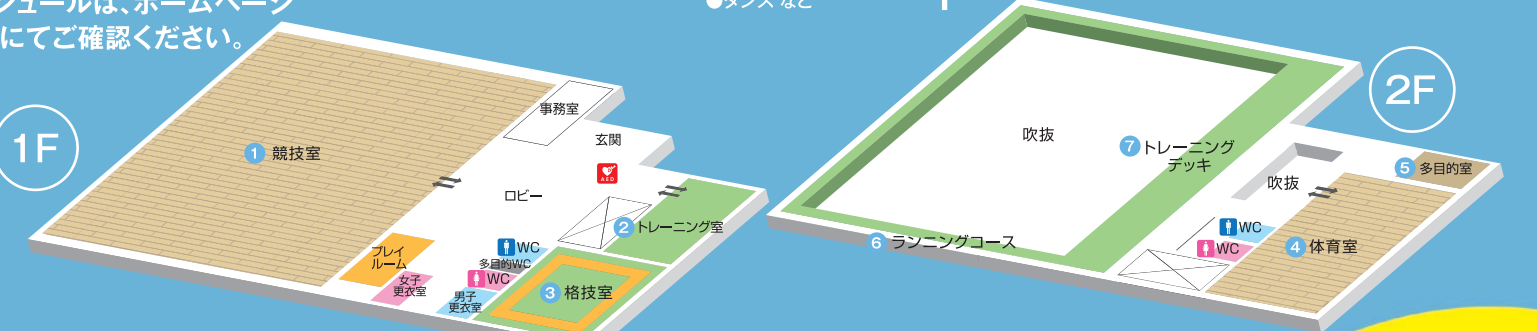 ジュールは、ホームページ
にてご確認ください。
●ダンス など
1F
事務室
玄関
1 競技室
AED
ロビー
2 トレーニング室
プレイ
ルーム
WC
多目的WC
WC
女子
更衣室
男子
更衣室
3 格技室
2F
吹抜
7 トレーニング
デッキ
5 多目的室
吹抜
WC
WC
4 体育室
6 ランニングコース